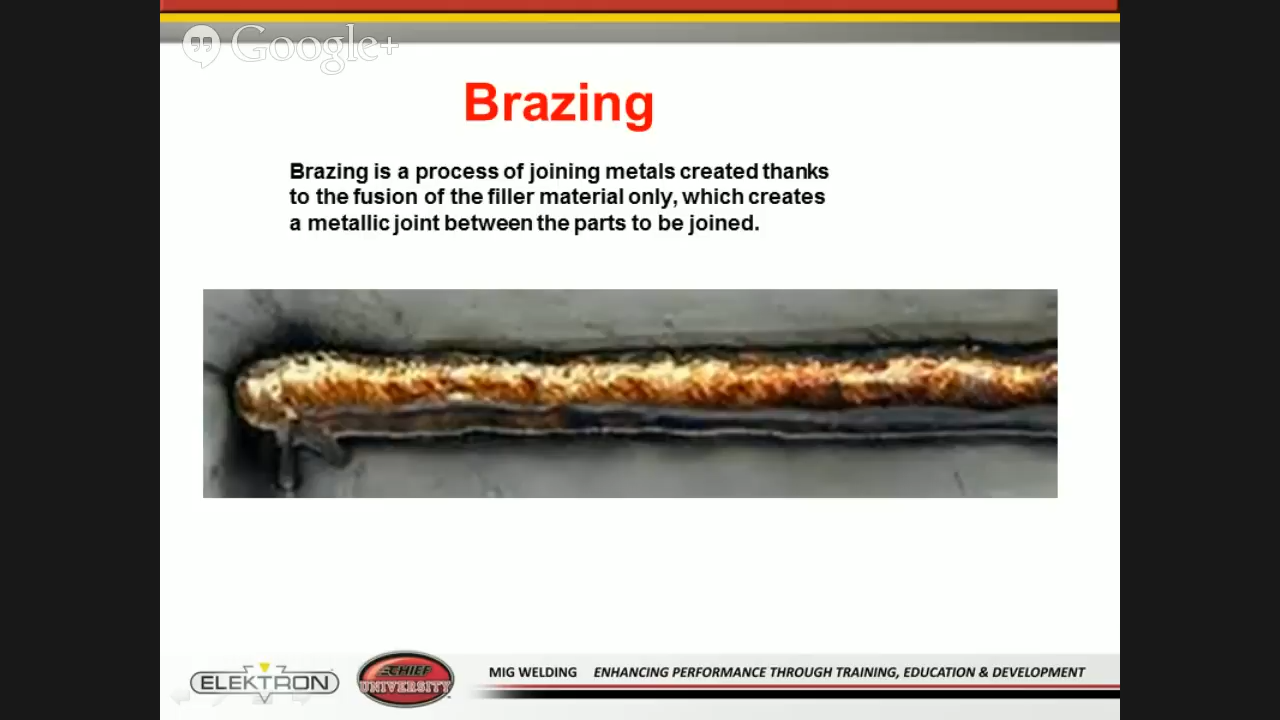 Google+
Brazing
Brazing is a process of joining metals created thanks
to the fusion of the filler material only, which creates
a metallic joint between the parts to be joined.
ELEKTRON
CHIEF
UNIVERSITY
MIG WELDING ENHANCING PERFORMANCE THROUGH TRAINING, EDUCATION & DEVELOPMENT